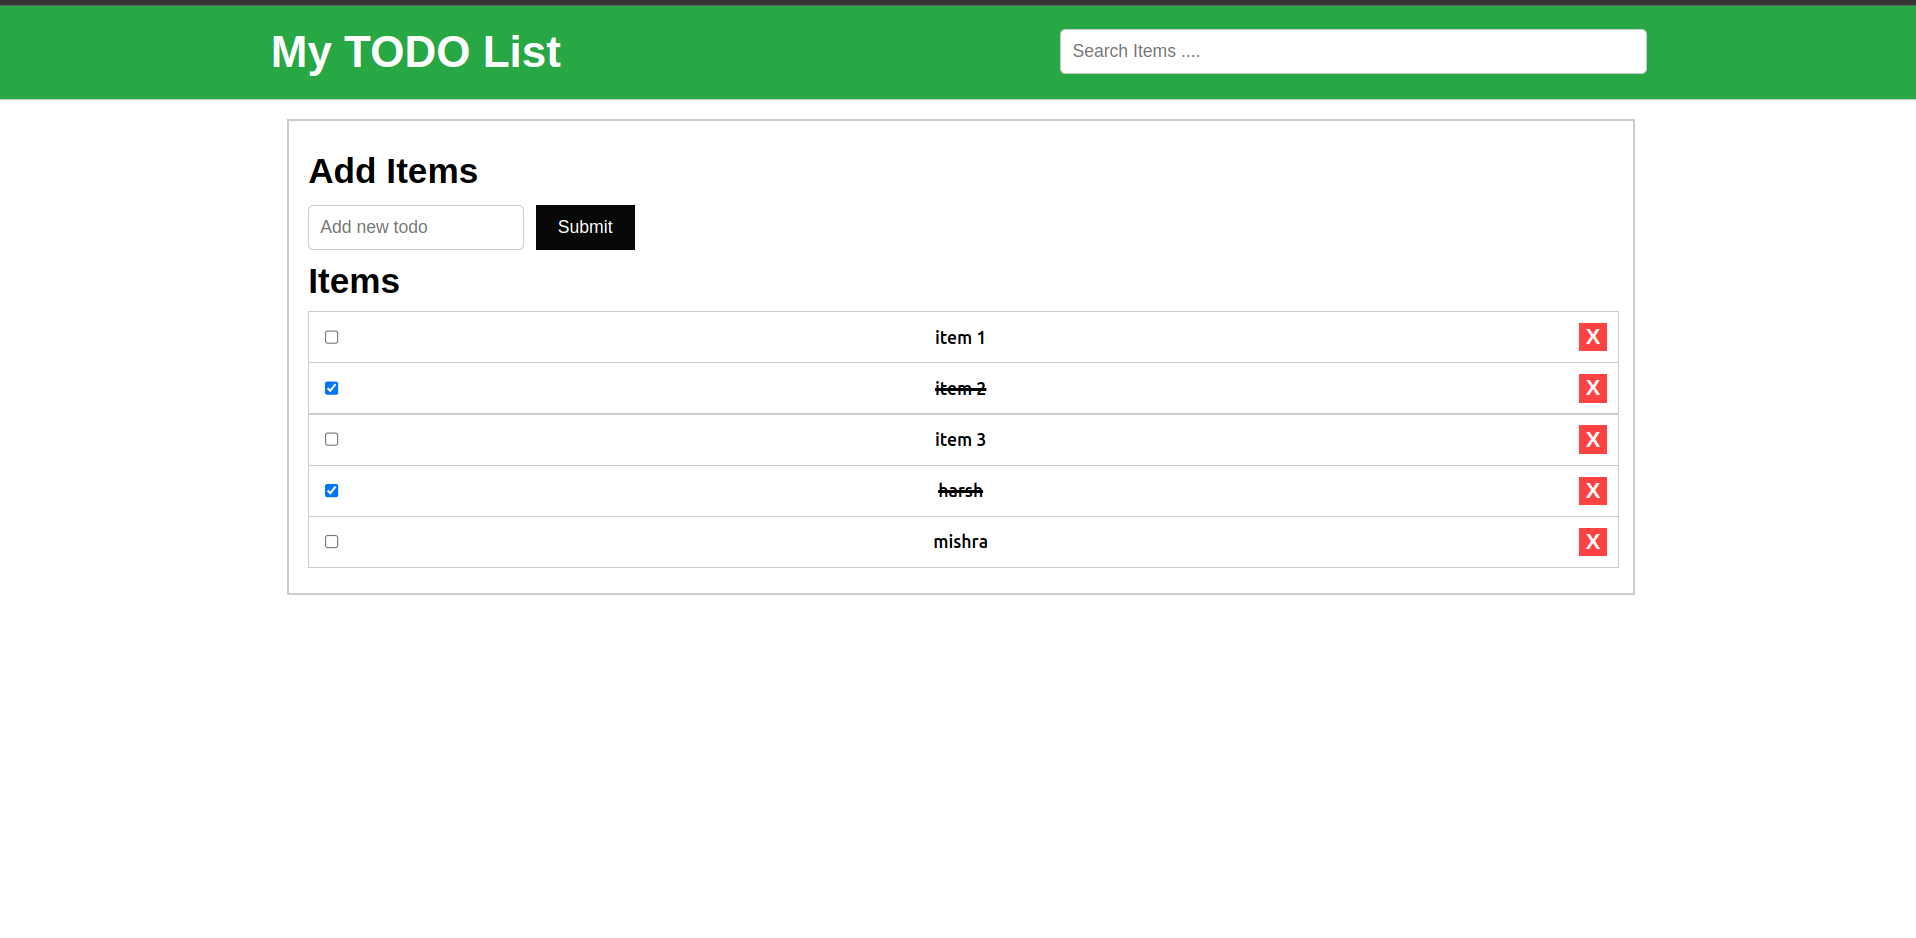 My TODO List
Search Items ....
Add Items
Add new todo
Submit
Items
item 1
X
item 2
X
item 3
X
harsh
X
mishra
X